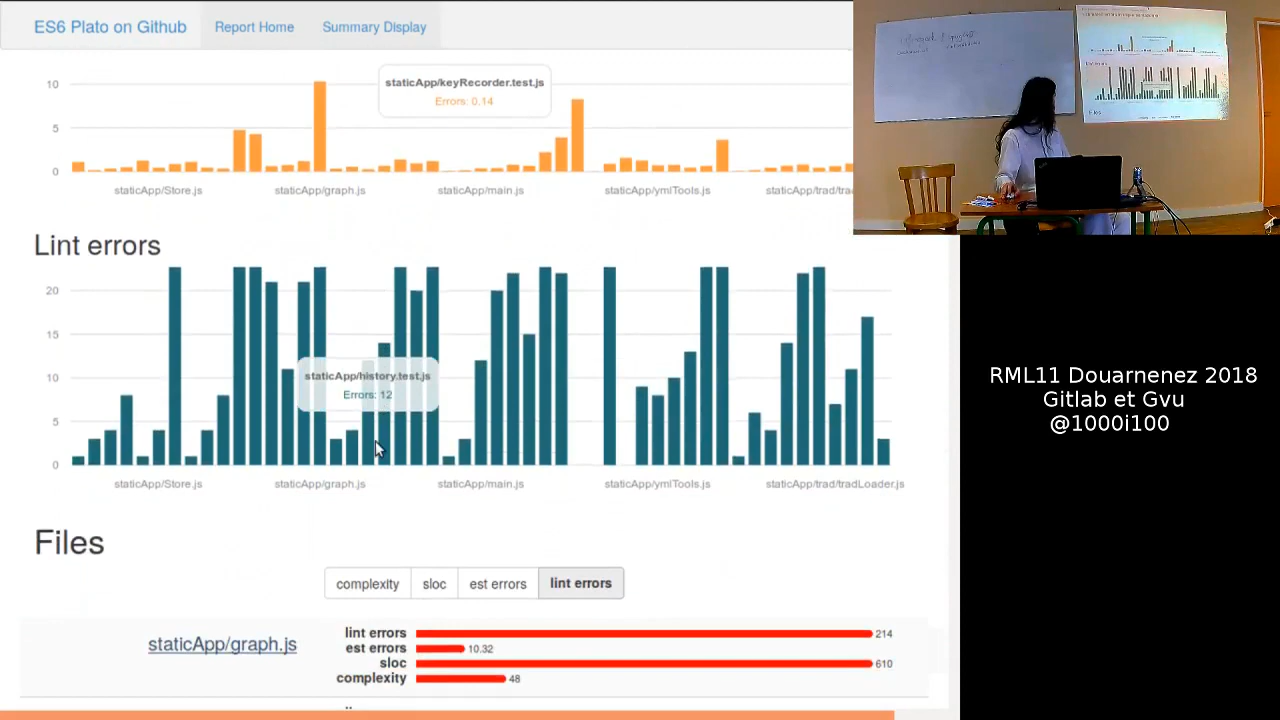 ES6 Plato on Github Report Home Summary Display
10
5
0
staticApp/keyRecorder.test.js
Errors: 0.14
staticApp/Store.js staticApp/graph.js staticApp/main.js staticApp/ymlTools.js staticApp/trad/trad
Lint errors
20
15
10
5
0
staticApp/history.test.js
Errors: 12
staticApp/Store.js staticApp/graph.js staticApp/main.js staticApp/ymlTools.js staticApp/trad/tradLoader.js
Files
complexity sloc est errors lint errors
staticApp/graph.js
lint errors 214
est errors 10.32
sloc 610
complexity 48
RML11 Douarnenez 2018
Gitlab et Gvu
@1000i100